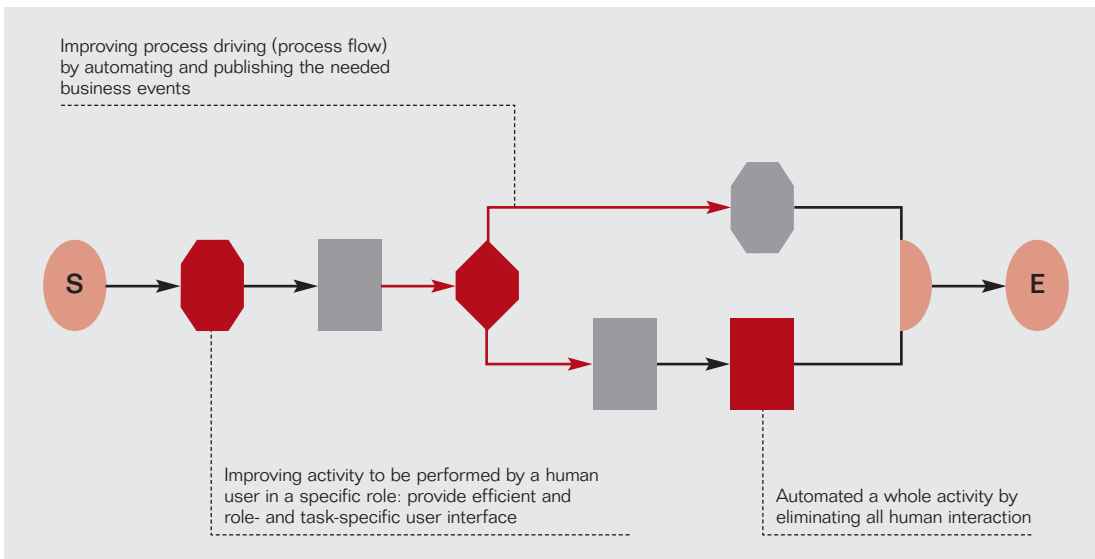 Improving process driving (process flow)
by automating and publishing the needed
business events
S
E
Improving activity to be performed by a human
user in a specific role: provide efficient and
role- and task-specific user interface
Automated a whole activity by
eliminating all human interaction